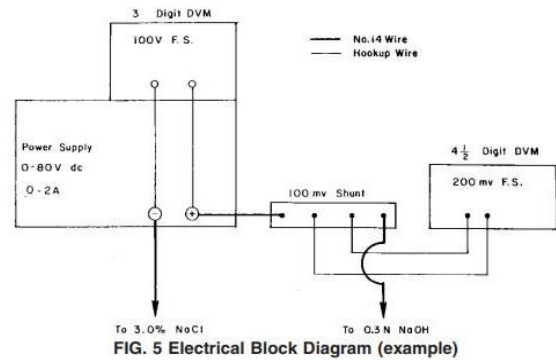 3 Digit DVM
100V F.S.
No.14 Wire
Hookup Wire
Power Supply
0-80V dc
0-2A
4 1/2 Digit DVM
200 mv F.S.
100 mv Shunt
-
+
To 3.0% NaCl
To 0.3N NaOH
FIG. 5 Electrical Block Diagram (example)